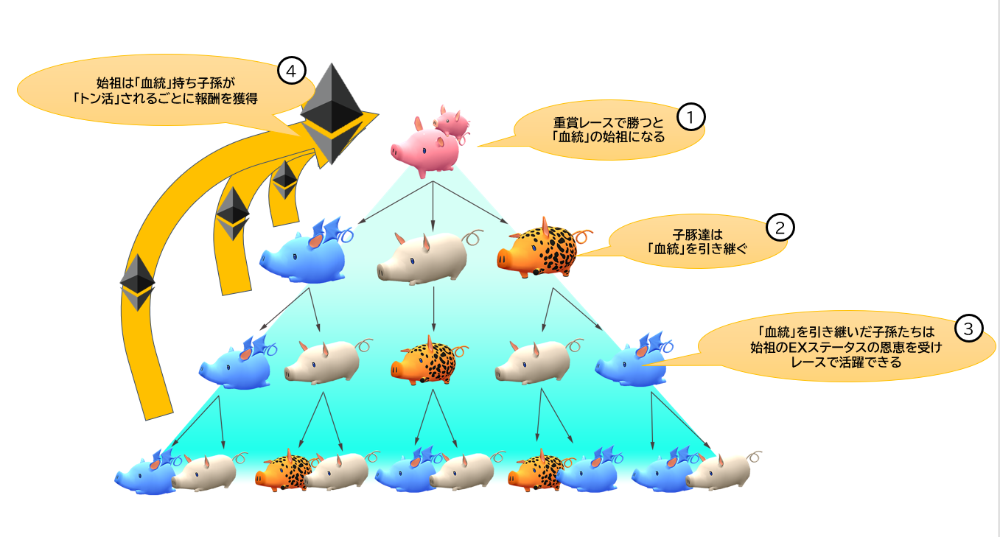 ①
重賞レースで勝つと
「血統」の始祖になる
②
子豚達は
「血統」を引き継ぐ
③
「血統」を引き継いだ子孫たちは
始祖のEXステータスの恩恵を受け
レースで活躍できる
④
始祖は「血統」持ち子孫が
「トン活」されるごとに報酬を獲得